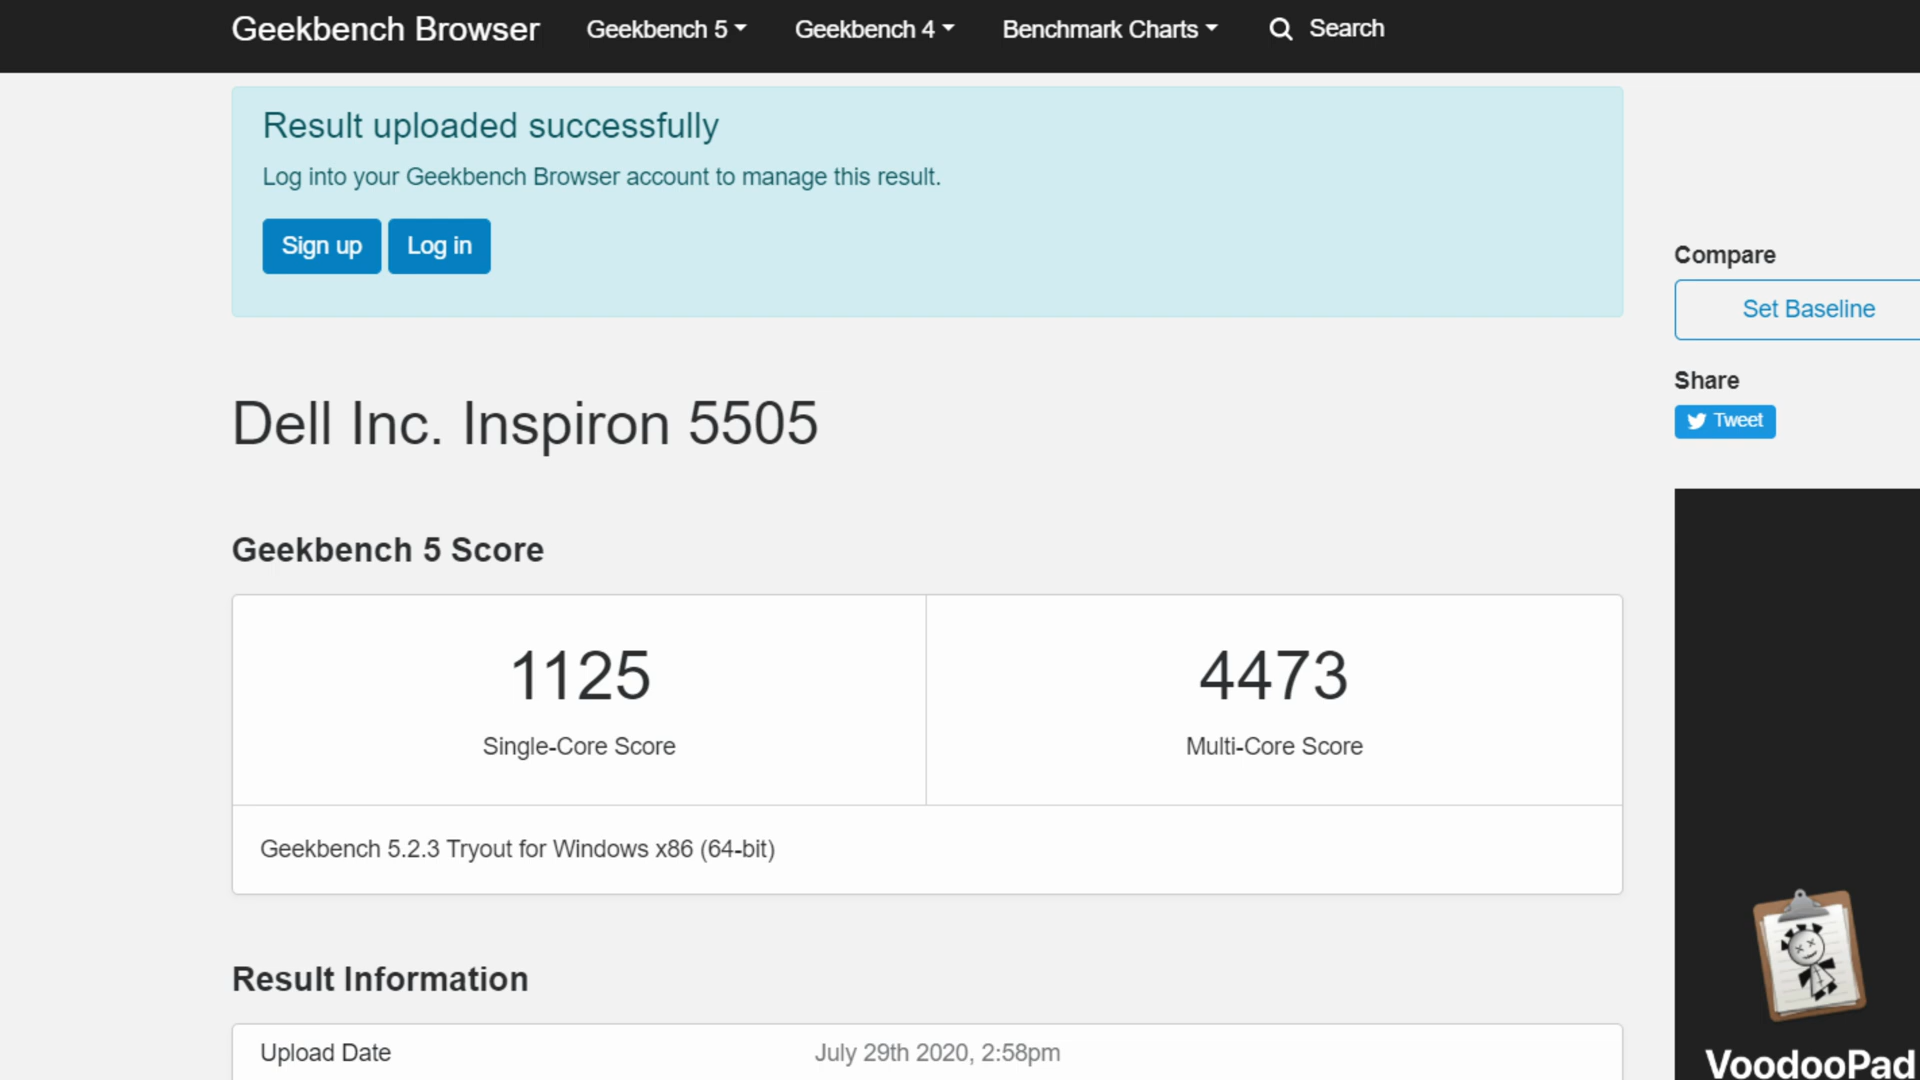 Geekbench Browser Geekbench 5 Geekbench 4 Benchmark Charts Search
Result uploaded successfully
Log into your Geekbench Browser account to manage this result.
Sign up Log in
Compare
Set Baseline
Share
Tweet
Dell Inc. Inspiron 5505
Geekbench 5 Score
1125 4473
Single-Core Score Multi-Core Score
Geekbench 5.2.3 Tryout for Windows x86 (64-bit)
Result Information
Upload Date July 29th 2020, 2:58pm
VoodooPad